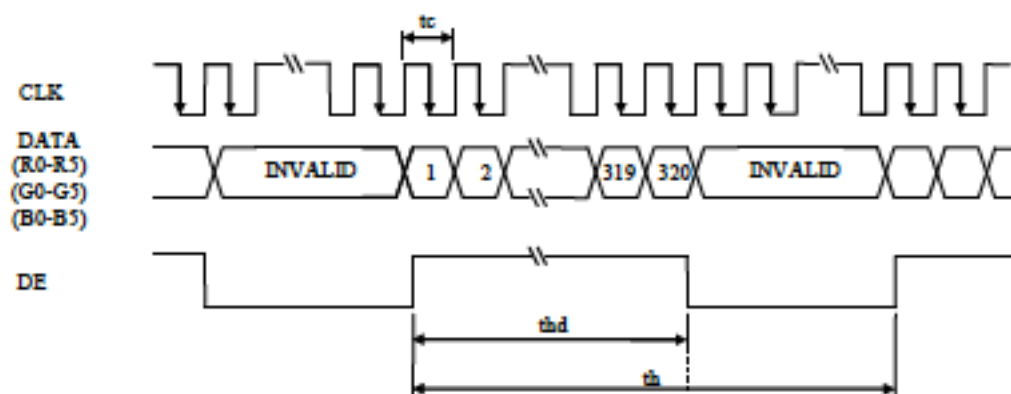 tc
CLK
DATA
(R0-R5)
(G0-G5)
(B0-B5)
INVALID 1 2 319 320 INVALID
DE
thd
th